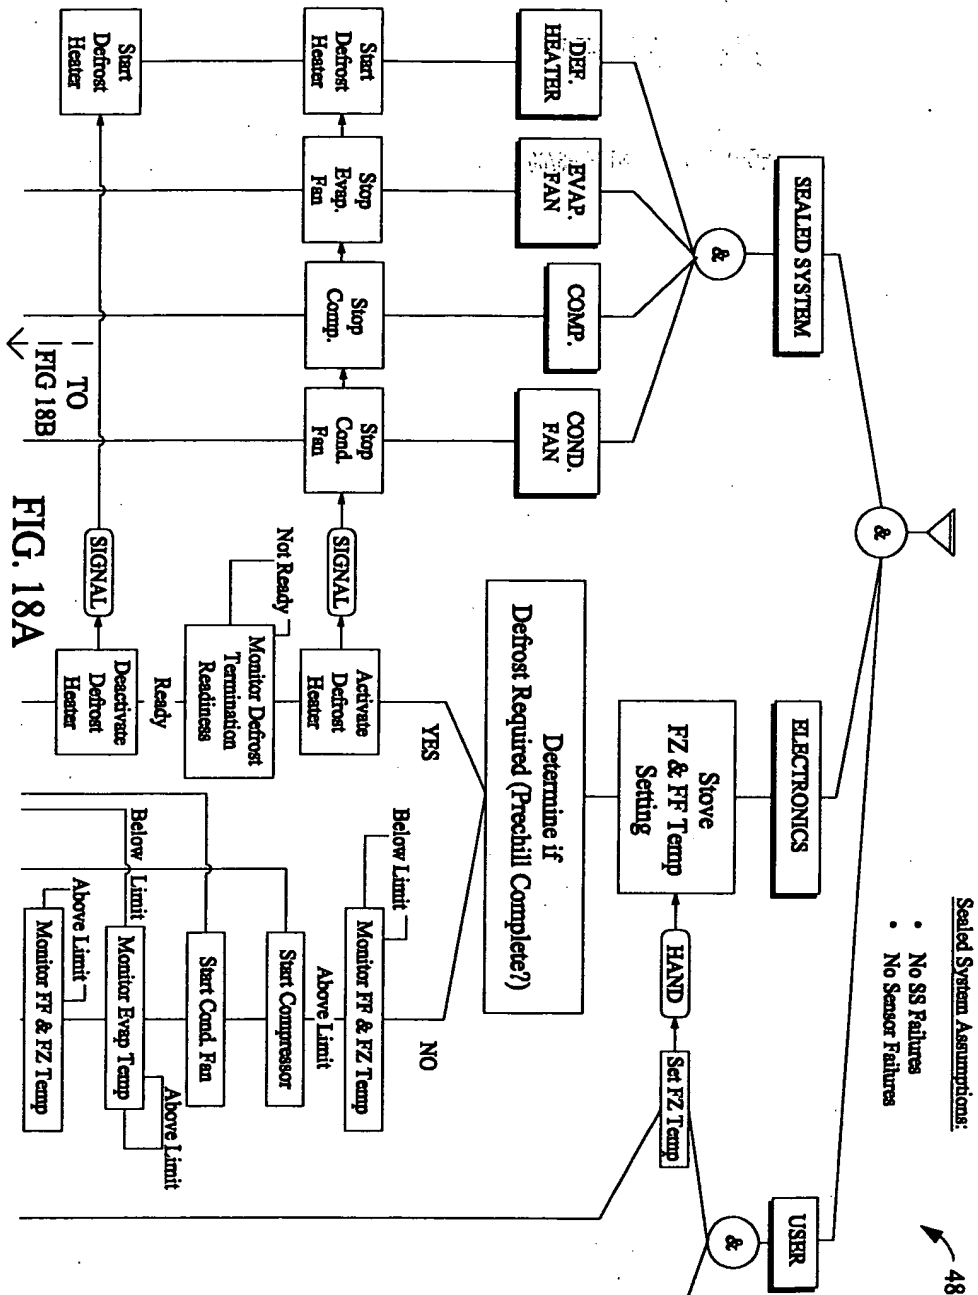 48
Sealed System Assumptions:
• No SS Failures
• No Sensor Failures
&
SEALED SYSTEM
ELECTRONICS
USER
&
&
DEF.
HEATER
EVAP.
FAN
COMP.
COND.
FAN
Stove
FZ & FF Temp
Setting
HAND
Set FZ Temp
Determine if
Defrost Required (Prechill Complete?)
YES
NO
Start
Defrost
Heater
Stop
Evap.
Fan
Stop
Comp.
Stop
Cond.
Fan
SIGNAL
Activate
Defrost
Heater
Below Limit
Monitor FF & FZ Temp
Above Limit
Not Ready
Monitor Defrost
Termination
Readiness
Start Compressor
Ready
Start Cond. Fan
Start
Defrost
Heater
SIGNAL
Deactivate
Defrost
Heater
Below Limit
Monitor Evap Temp
Above Limit
Above Limit
Monitor FF & FZ Temp
TO
FIG 18B
FIG. 18A